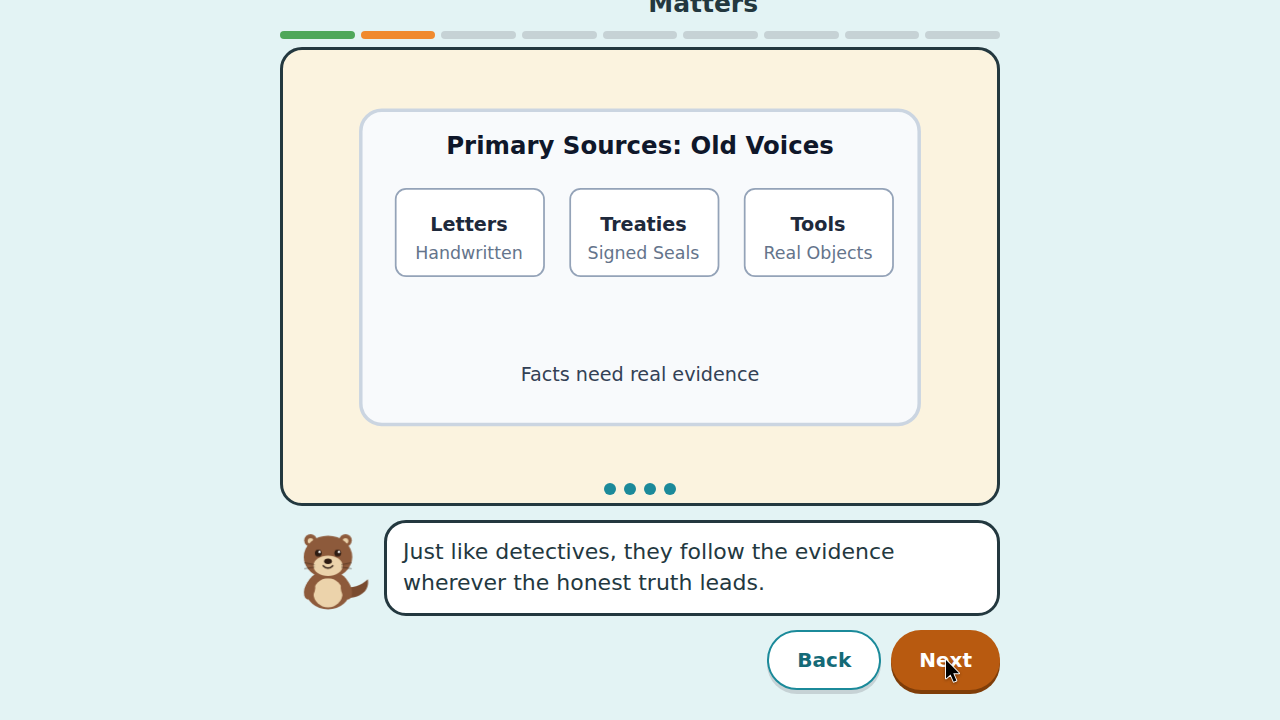 Matters
Primary Sources: Old Voices
Letters
Handwritten
Treaties
Signed Seals
Tools
Real Objects
Facts need real evidence
Just like detectives, they follow the evidence
wherever the honest truth leads.
Back
Next